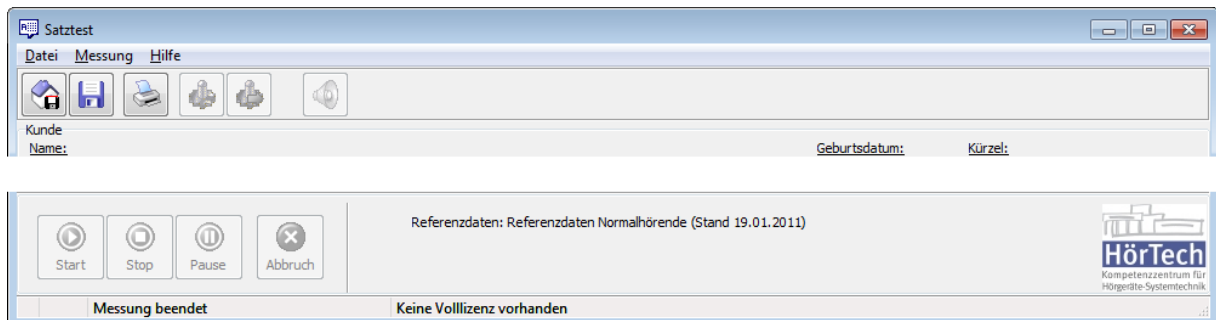 Satztest
Datei Messung Hilfe
Kunde
Name: Geburtsdatum: Kürzel:
Referenzdaten: Referenzdaten Normalhörende (Stand 19.01.2011)
Start Stop Pause Abbruch
HörTech
Kompetenzzentrum für
Hörgeräte-Systemtechnik
Messung beendet Keine Volllizenz vorhanden